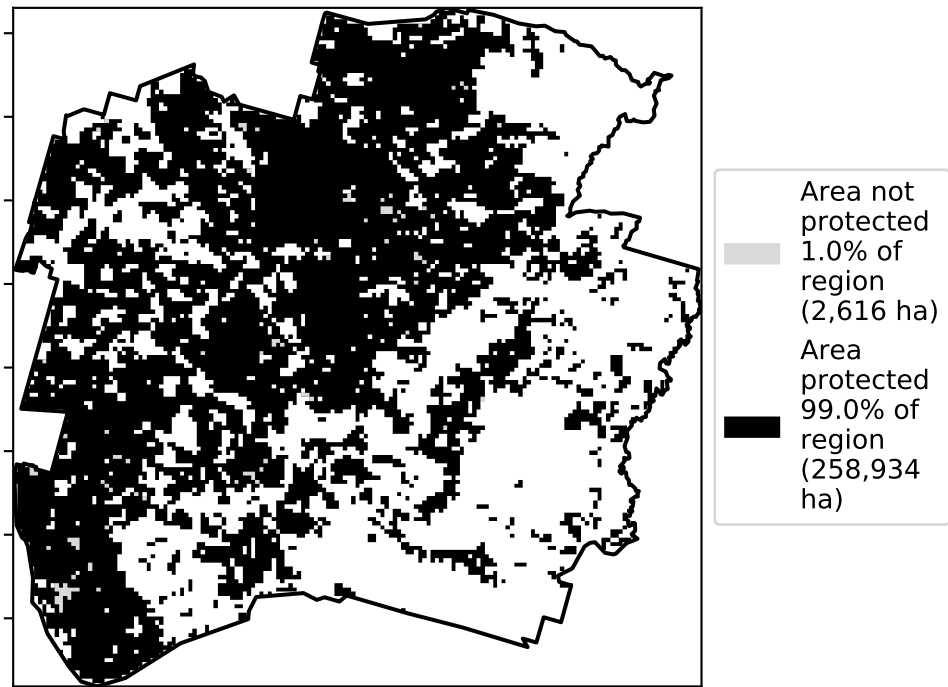 Area not
protected
1.0% of
region
(2,616 ha)
Area
protected
99.0% of
region
(258,934
ha)